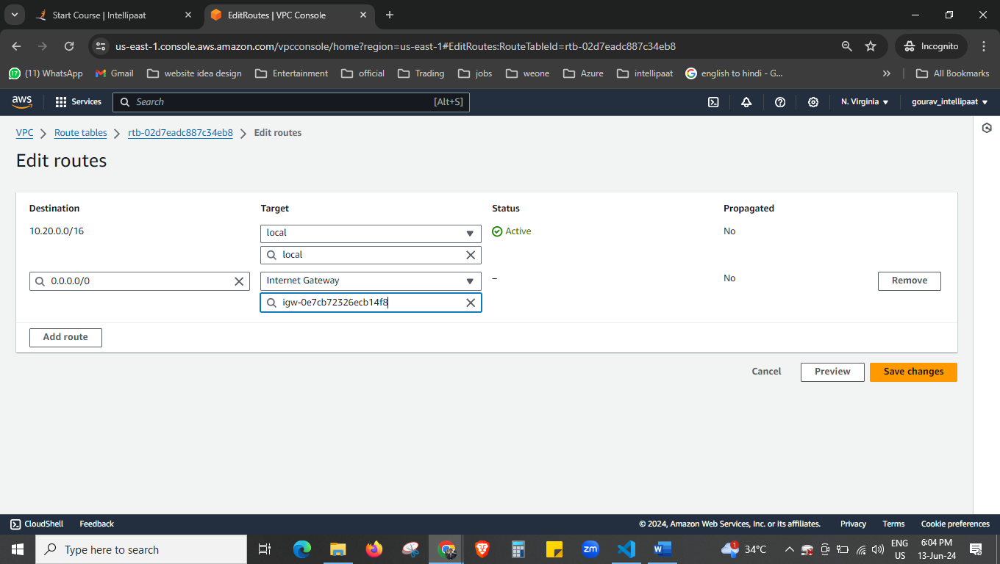 Start Course | Intellipaat
EditRoutes | VPC Console
us-east-1.console.aws.amazon.com/vpcconsole/home?region=us-east-1#EditRoutes:RouteTableId=rtb-02d7eadc887c34eb8
Incognito
17 (11) WhatsApp Gmail website idea design Entertainment official Trading jobs weone Azure intellipaat english to hindi - G... All Bookmarks
aws Services Search [Alt+S] N. Virginia gourav_intellipaat
VPC Route tables rtb-02d7eadc887c34eb8 Edit routes
Edit routes
Destination Target Status Propagated
10.20.0.0/16 local Active No
local
0.0.0.0/0 Internet Gateway – No Remove
igw-0e7cb72326ecb14f8
Add route
Cancel Preview Save changes
CloudShell Feedback © 2024, Amazon Web Services, Inc. or its affiliates. Privacy Terms Cookie preferences
Type here to search zm 1 34°C ENG US 6:04 PM 13-Jun-24